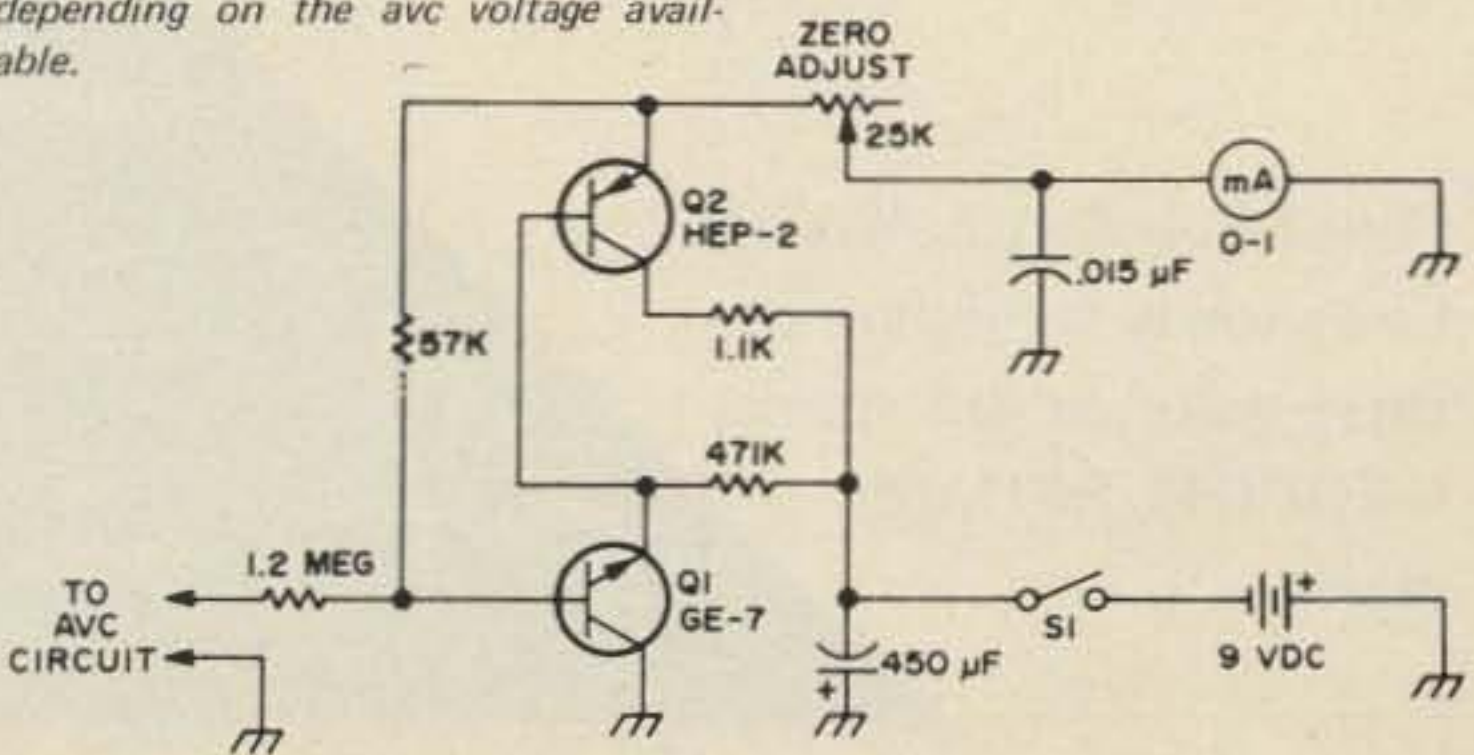 depending on the avc voltage avail-
able.
ZERO
ADJUST
25K
Q2
HEP-2
mA
0-1
.015 µF
57K
1.1K
471K
1.2 MEG
TO
AVC
CIRCUIT
Q1
GE-7
S1
+
9 VDC
450 µF
+